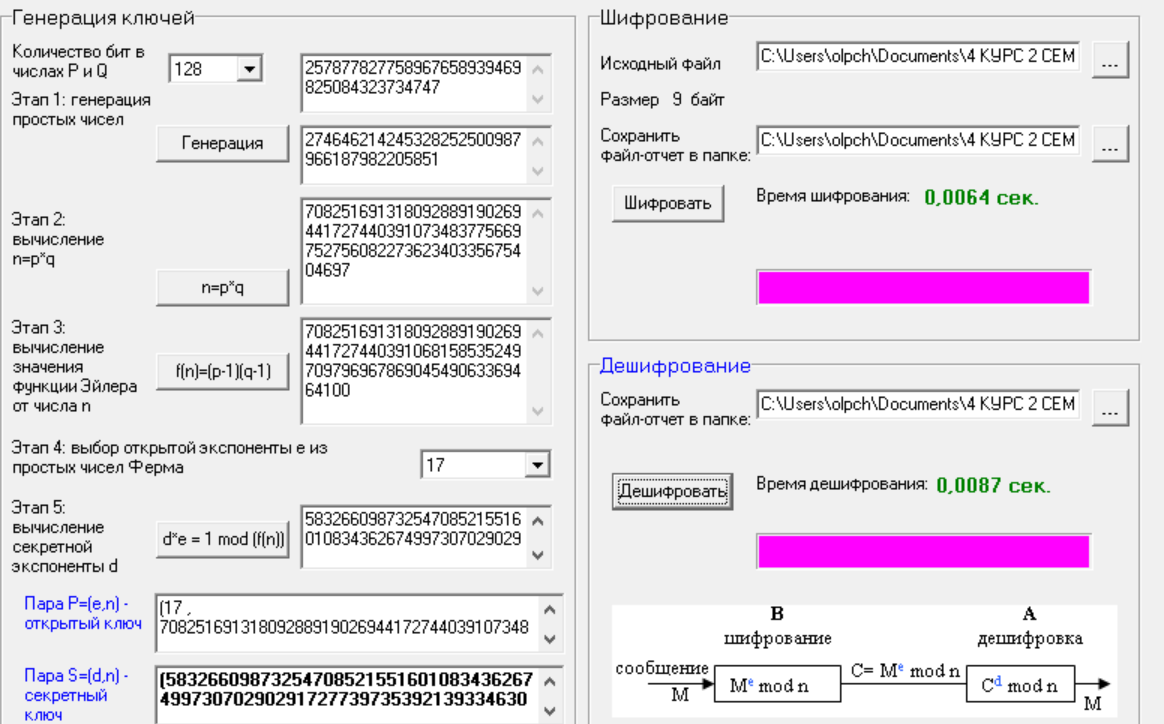 Генерация ключей
Количество бит в
числах P и Q
128
257877827758967658939469
825084323734747
Этап 1: генерация
простых чисел
Генерация
274646214245328252500987
966187982205851
Этап 2:
вычисление
n=p*q
n=p*q
708251691318092889190269
441727440391073483775669
752756082273623403356754
04697
Этап 3:
вычисление
значения
функции Эйлера
от числа n
f(n)=(p-1)(q-1)
708251691318092889190269
441727440391068158535249
709796967869045490633694
64100
Этап 4: выбор открытой экспоненты e из
простых чисел Ферма
17
Этап 5:
вычисление
секретной
экспоненты d
d*e = 1 mod (f(n))
583266098732547085215516
010834362674997307029029
Пара P=(e,n) -
открытый ключ
(17 ,
70825169131809288919026944172744039107348
Пара S=(d,n) -
секретный
ключ
(58326609873254708521551601083436267
49973070290291727739735392139334630
Шифрование
Исходный файл
C:\Users\olpch\Documents\4 КУРС 2 СЕМ
...
Размер 9 байт
Сохранить
файл-отчет в папке:
C:\Users\olpch\Documents\4 КУРС 2 СЕМ
...
Шифровать
Время шифрования: 0,0064 сек.
Дешифрование
Сохранить
файл-отчет в папке:
C:\Users\olpch\Documents\4 КУРС 2 СЕМ
...
Дешифровать
Время дешифрования: 0,0087 сек.
B
шифрование
A
дешифровка
сообщение
M
Mᵉ mod n
C= Mᵉ mod n
Cᵈ mod n
M